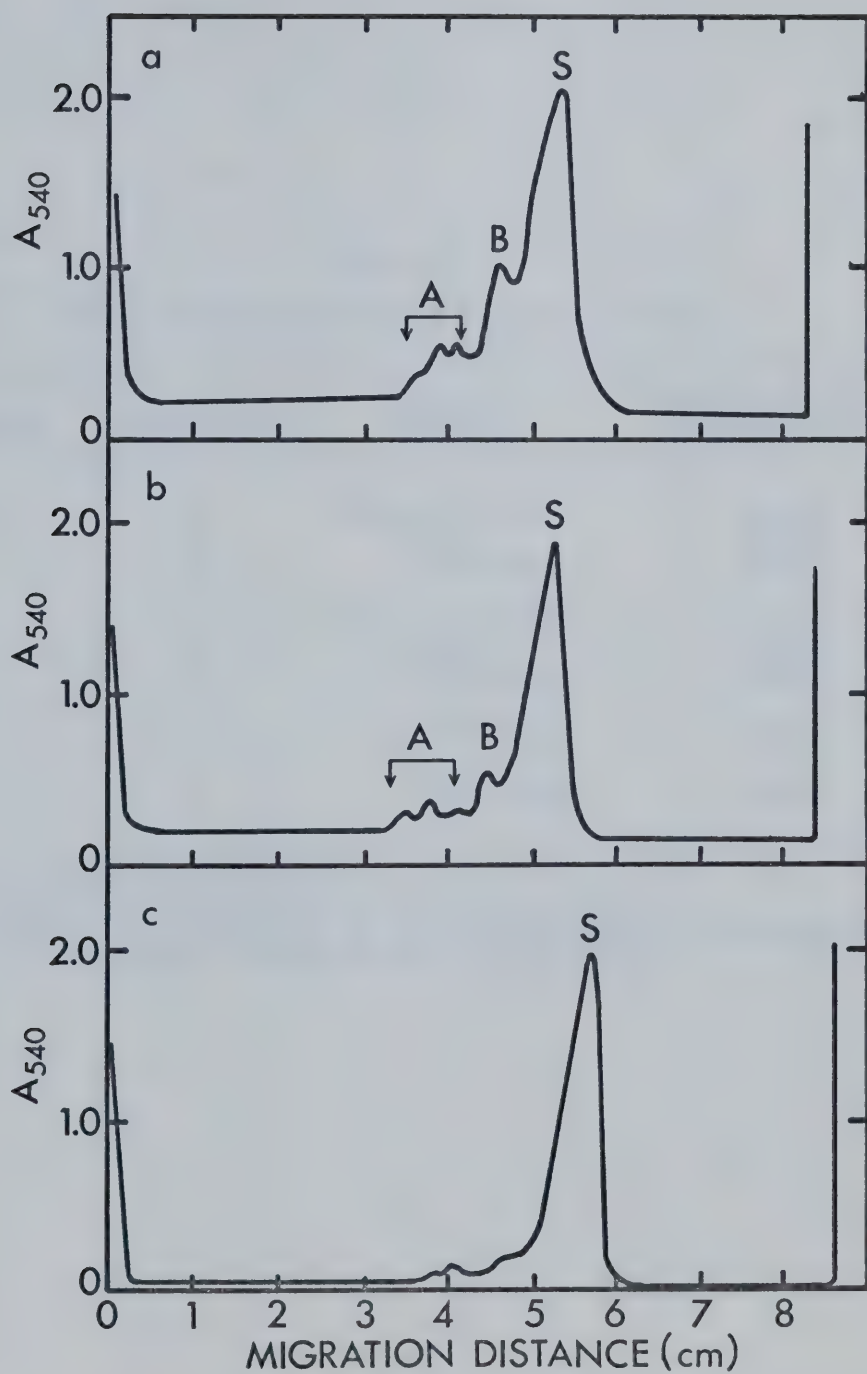 a
S
2.0
B
A₅₄₀
1.0
A
0
b
S
2.0
A₅₄₀
1.0
A B
0
c
S
2.0
A₅₄₀
1.0
0
0 1 2 3 4 5 6 7 8
MIGRATION DISTANCE (cm)